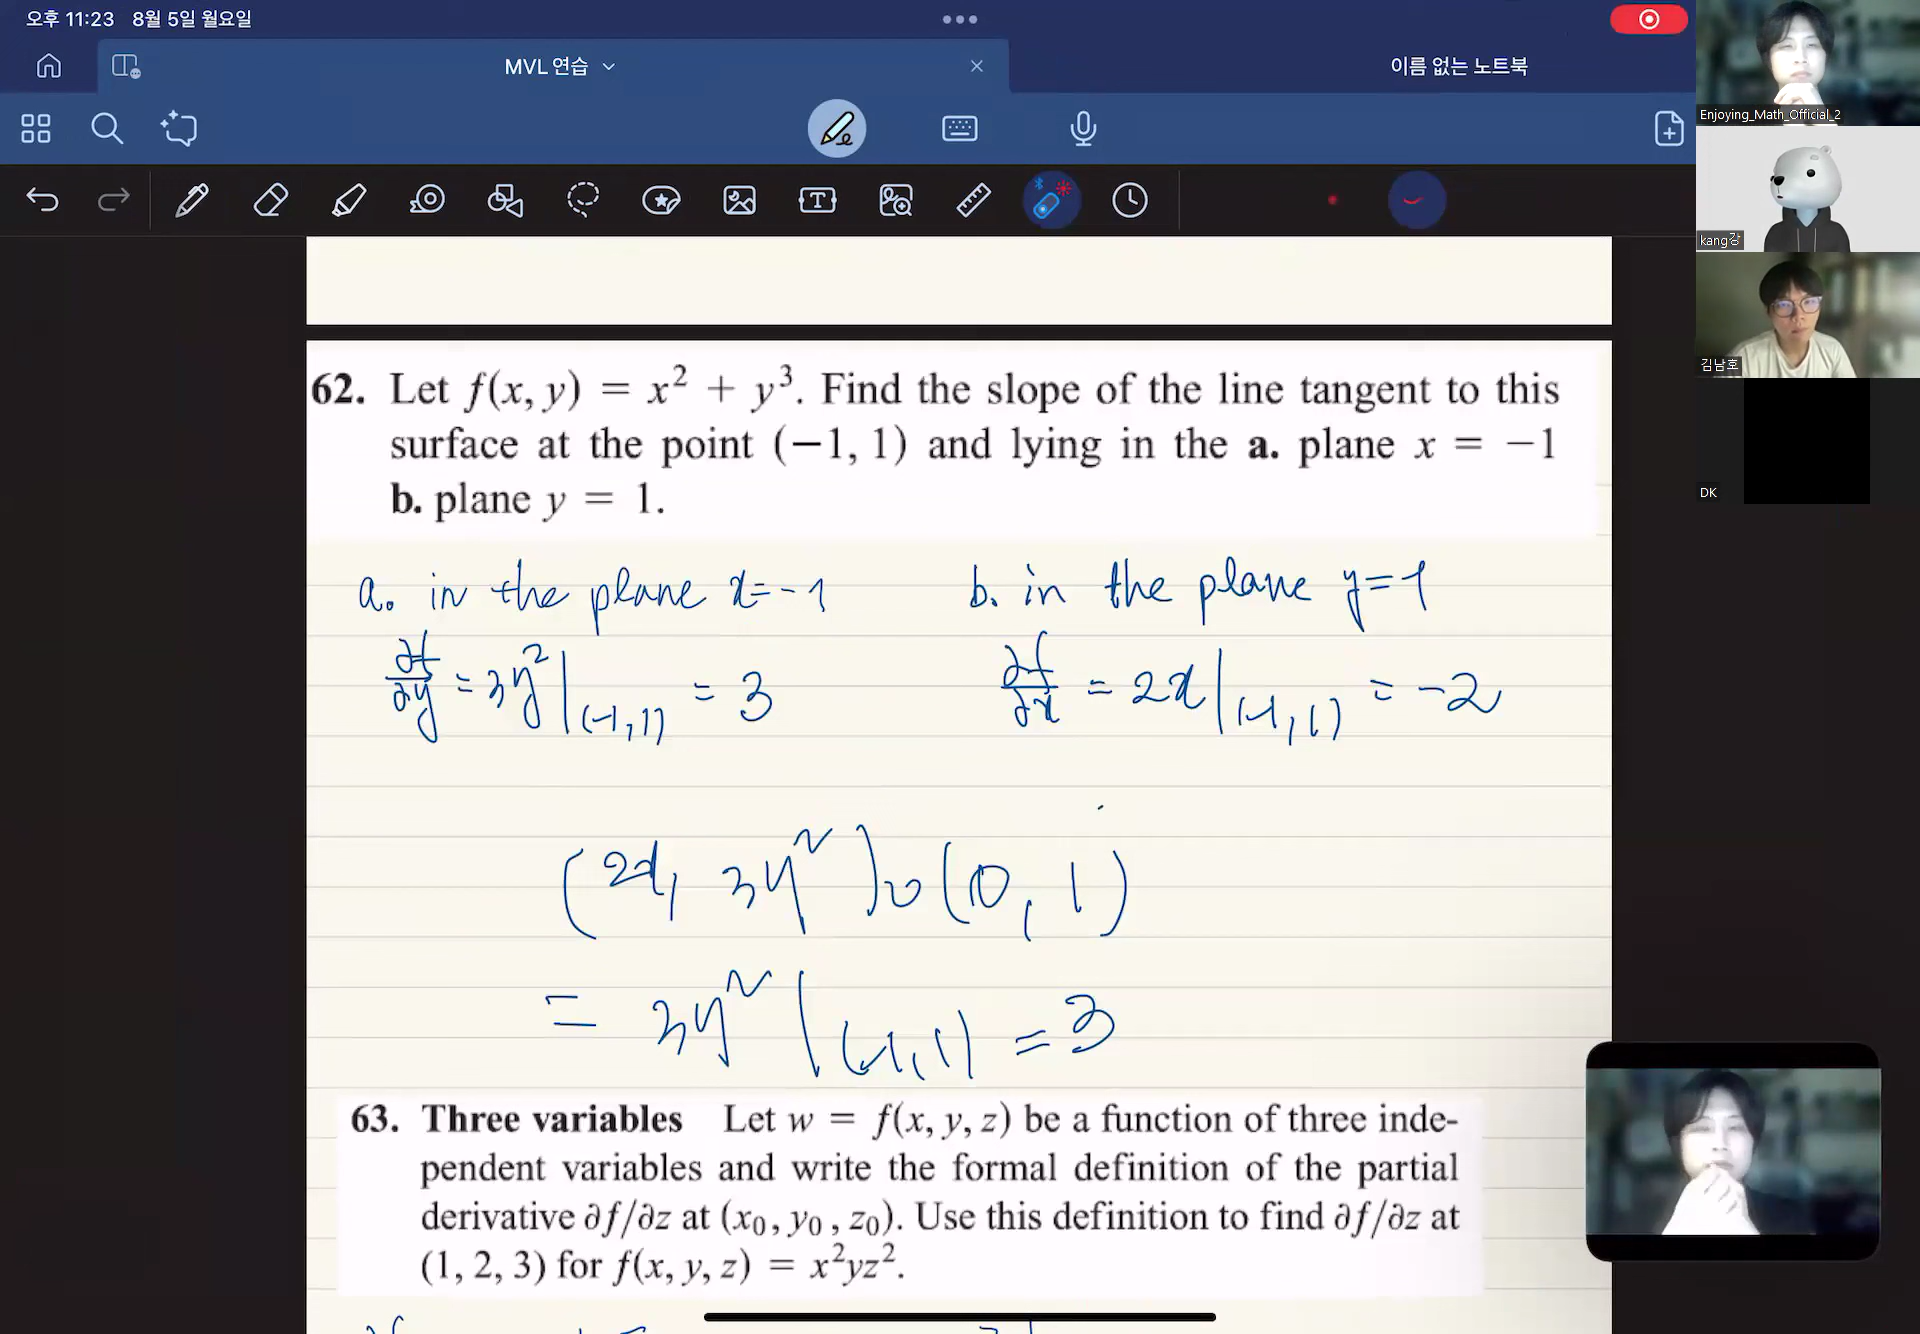 오후 11:23 8월 5일 월요일
MVL 연습
이름 없는 노트북
Enjoying_Math_Official_2
kang강
김남호
DK
62. Let f(x, y) = x² + y³. Find the slope of the line tangent to this
surface at the point (−1, 1) and lying in the a. plane x = −1
b. plane y = 1.
a. in the plane x=-1
∂f/∂y = 3y²|(-1,1) = 3
b. in the plane y=1
∂f/∂x = 2x|(-1,1) = -2
(2x, 3y²)∘(0, 1)
= 3y²|(-1,1) = 3
63. Three variables Let w = f(x, y, z) be a function of three inde-
pendent variables and write the formal definition of the partial
derivative ∂f/∂z at (x₀, y₀, z₀). Use this definition to find ∂f/∂z at
(1, 2, 3) for f(x, y, z) = x²yz².